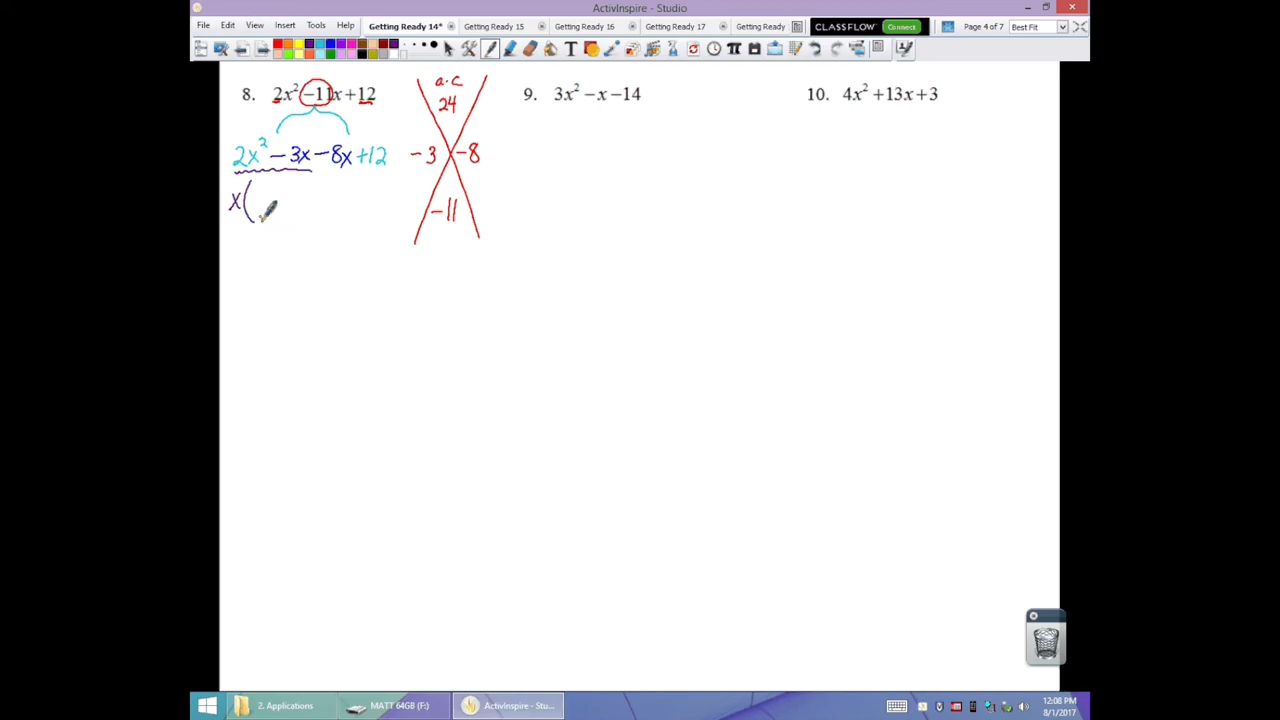 ActivInspire - Studio
File Edit View Insert Tools Help Getting Ready 14* Getting Ready 15 Getting Ready 16 Getting Ready 17 Getting Ready CLASSFLOW Connect Page 4 of 7 Best Fit
8. 2x² −11x+12
a·c
24
9. 3x² −x−14
10. 4x² +13x+3
2x² − 3x −8x +12
−3 −8
x(
−11
2. Applications MATT 64GB (F:) ActivInspire - Stu...
12:08 PM
8/1/2017